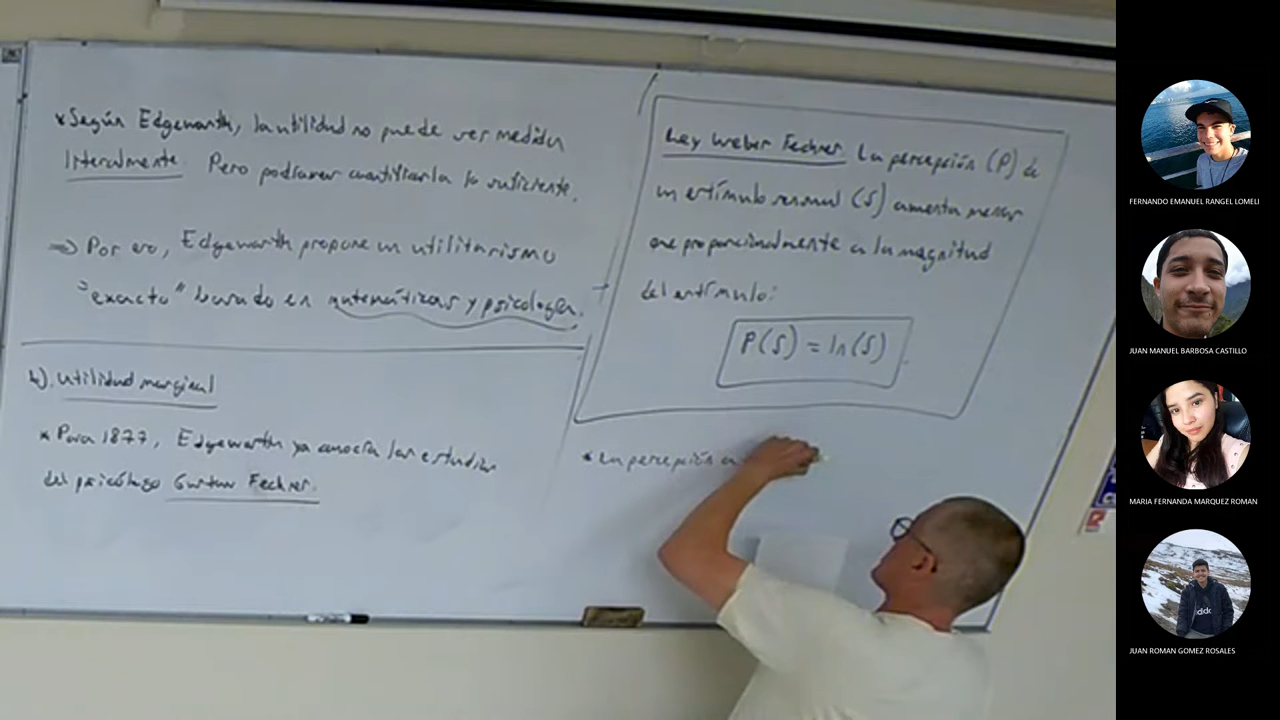 *Según Edgeworth, la utilidad no puede ser medida
literalmente. Pero podríamos cuantificarla lo suficiente.
⇒ Por eso, Edgeworth propone un utilitarismo
"exacto" basado en matemáticas y psicología.
b). Utilidad marginal
* Para 1877, Edgeworth ya conocía los estudios
del psicólogo Gustav Fechner.
Ley Weber Fechner. La percepción (P) de
un estímulo sensorial (S) aumenta menos
que proporcionalmente a la magnitud
del estímulo:
P(S) = ln(S)
* La percepción
FERNANDO EMANUEL RANGEL LOMELI
JUAN MANUEL BARBOSA CASTILLO
MARIA FERNANDA MARQUEZ ROMAN
JUAN ROMAN GOMEZ ROSALES